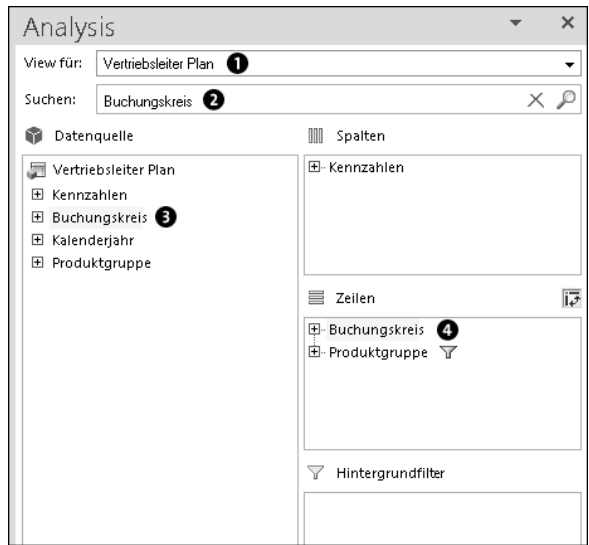 Analysis
View für: Vertriebsleiter Plan 1
Suchen: Buchungskreis 2
Datenquelle
Vertriebsleiter Plan
Kennzahlen
Buchungskreis 3
Kalenderjahr
Produktgruppe
Spalten
Kennzahlen
Zeilen
Buchungskreis 4
Produktgruppe
Hintergrundfilter